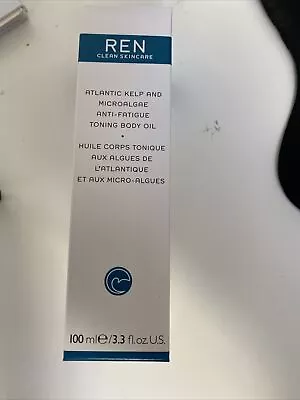 REN
CLEAN SKINCARE
ATLANTIC KELP AND
MICROALGAE
ANTI-FATIGUE
TONING BODY OIL
HUILE CORPS TONIQUE
AUX ALGUES DE
L'ATLANTIQUE
ET AUX MICRO-ALGUES
100 ml℮/3.3 fl.oz.U.S.